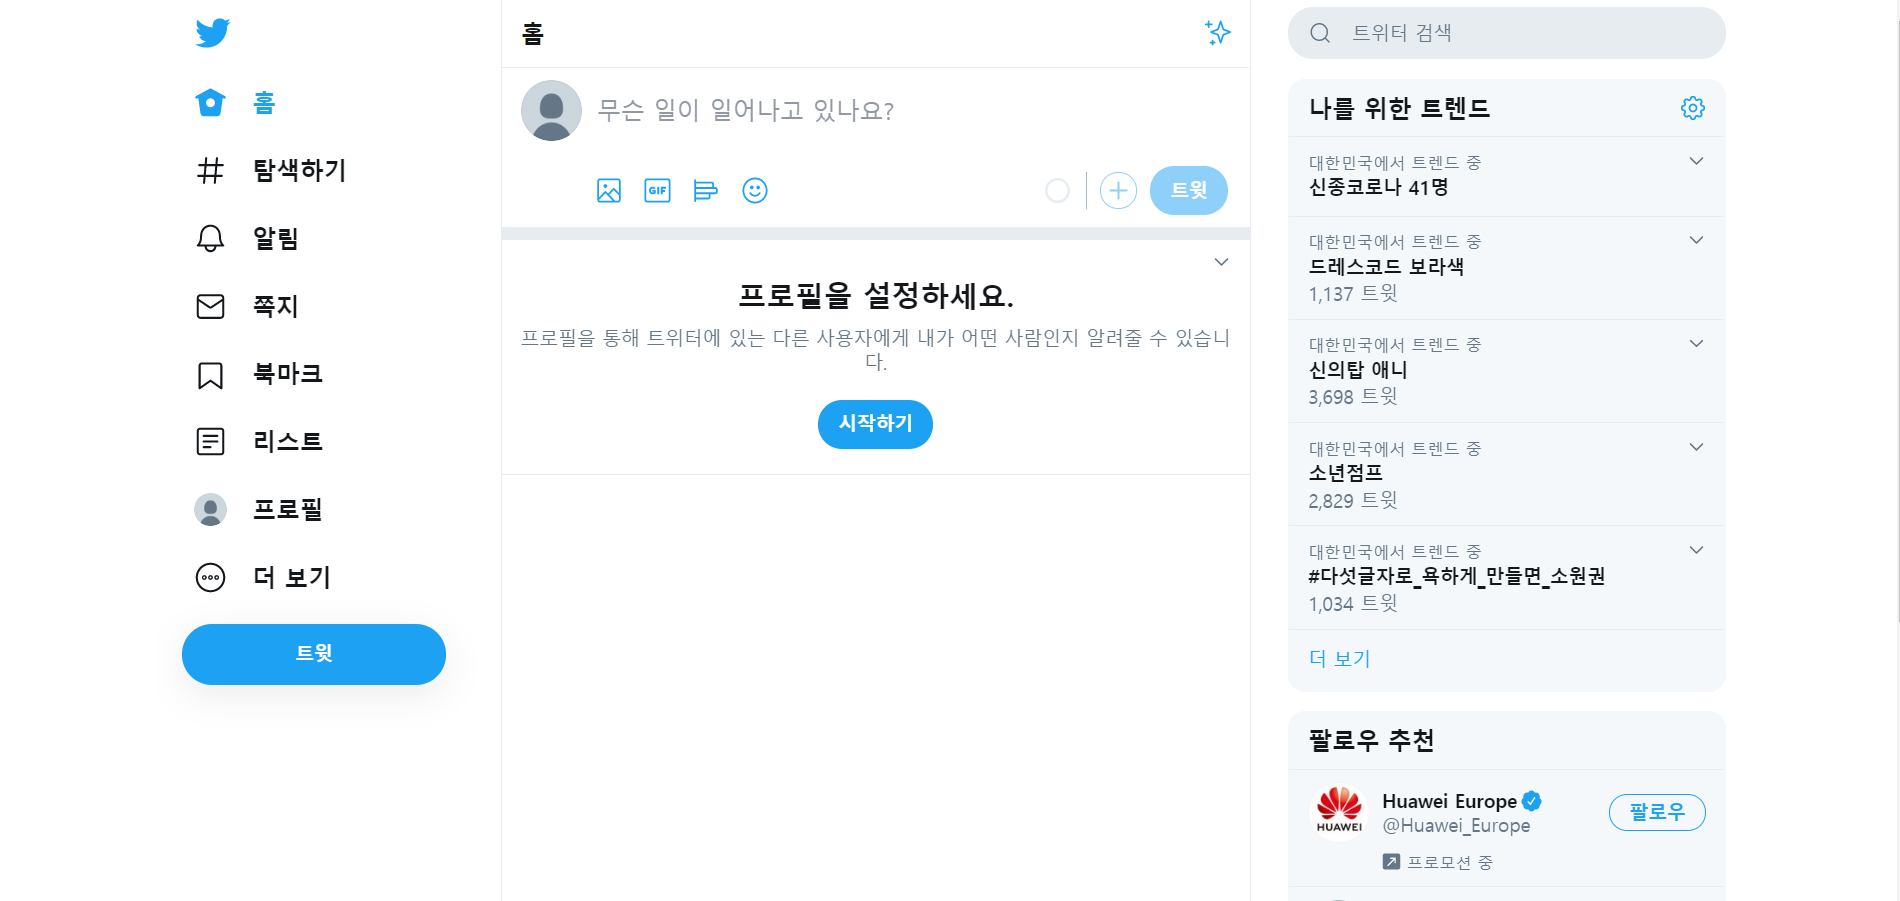 홈
탐색하기
알림
쪽지
북마크
리스트
프로필
더 보기
트윗
홈
무슨 일이 일어나고 있나요?
GIF
트윗
프로필을 설정하세요.
프로필을 통해 트위터에 있는 다른 사용자에게 내가 어떤 사람인지 알려줄 수 있습니
다.
시작하기
트위터 검색
나를 위한 트렌드
대한민국에서 트렌드 중
신종코로나 41명
대한민국에서 트렌드 중
드레스코드 보라색
1,137 트윗
대한민국에서 트렌드 중
신의탑 애니
3,698 트윗
대한민국에서 트렌드 중
소년점프
2,829 트윗
대한민국에서 트렌드 중
#다섯글자로_욕하게_만들면_소원권
1,034 트윗
더 보기
팔로우 추천
HUAWEI
Huawei Europe
@Huawei_Europe
팔로우
프로모션 중